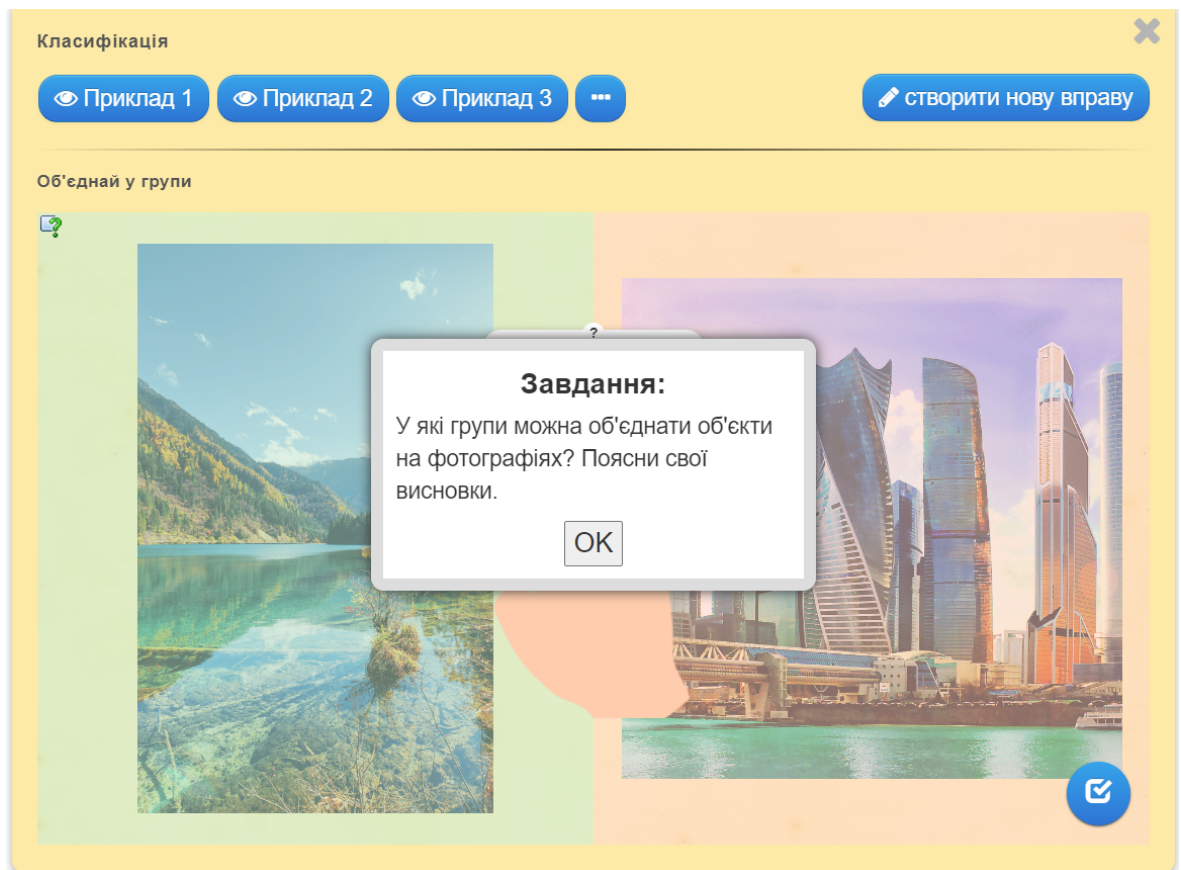 Класифікація
Приклад 1 Приклад 2 Приклад 3 ••• створити нову вправу
Об'єднай у групи
?
Завдання:
У які групи можна об'єднати об'єкти
на фотографіях? Поясни свої
висновки.
OK